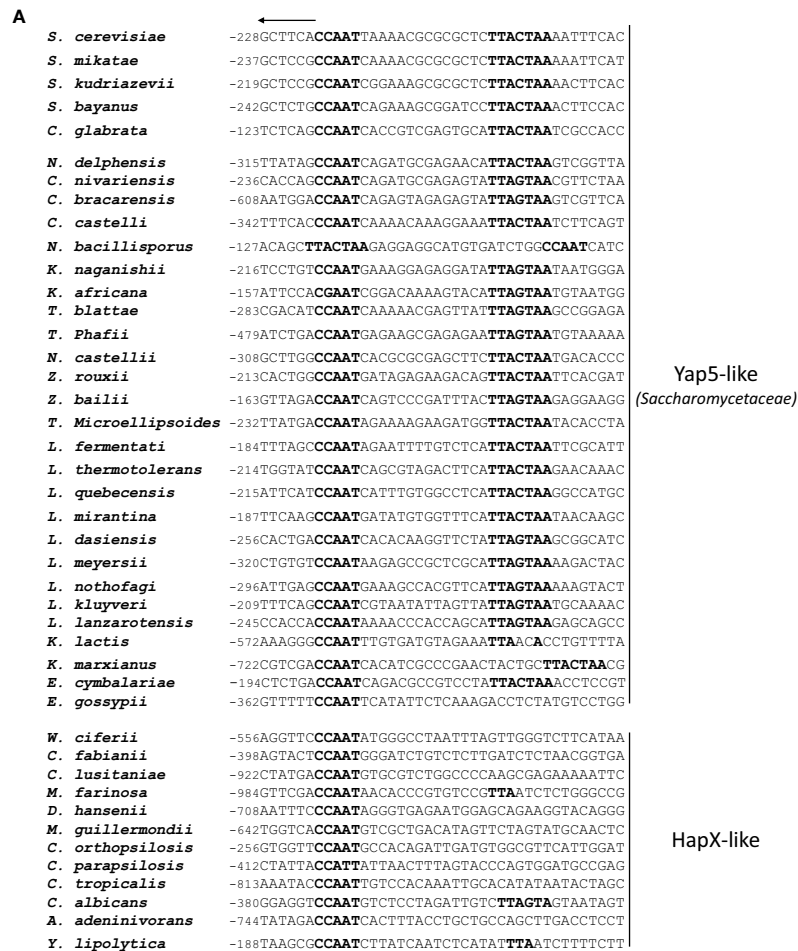 A
S. cerevisiae -228GCTTCACCAATTAAAACGCGCGCTCTTACTAAAATTTCAC
S. mikatae -237GCTCCGCCAATCAAAACGCGCGCTCTTACTAAAAATTCAT
S. kudriazevii -219GCTCCGCCAATCGGAAAGCGCGCTCTTACTAAAACTTCAC
S. bayanus -242GCTCTGCCAATCAGAAAGCGGATCCTTACTAAACTTCCAC
C. glabrata -123TCTCAGCCAATCACCGTCGAGTGCATTACTAATCGCCACC
N. delphensis -315TTATAGCCAATCAGATGCGAGAACATTACTAAGTCGGTTA
C. nivariensis -236CACCAGCCAATCAGATGCGAGAGTATTAGTAACGTTCTAA
C. bracarensis -608AATGGACCAATCAGAGTAGAGAGTATTAGTAAGTCGTTCA
C. castelli -342TTTCACCCAATCAAAACAAAGGAAATTACTAATCTTCAGT
N. bacillisporus -127ACAGCTTACTAAGAGGAGGCATGTGATCTGGCCAATCATC
K. naganishii -216TCCTGTCCAATGAAAGGAGAGGATATTAGTAATAATGGGA
K. africana -157ATTCCACGAATCGGACAAAAGTACATTAGTAATGTAATGG
T. blattae -283CGACATCCAATCAAAAACGAGTTATTTAGTAAGCCGGAGA
T. Phafii -479ATCTGACCAATGAGAAGCGAGAGAATTAGTAATGTAAAAA
N. castellii -308GCTTGGCCAATCACGCGCGAGCTTCTTACTAATGACACCC
Z. rouxii -213CACTGGCCAATGATAGAGAAGACAGTTACTAATTCACGAT
Z. bailii -163GTTAGACCAATCAGTCCCGATTTACTTAGTAAGAGGAAGG
T. Microellipsoides -232TTATGACCAATAGAAAAGAAGATGGTTACTAATACACCTA
L. fermentati -184TTTAGCCCAATAGAATTTTGTCTCATTACTAATTCGCATT
L. thermotolerans -214TGGTATCCAATCAGCGTAGACTTCATTACTAAGAACAAAC
L. quebecensis -215ATTCATCCAATCATTTGTGGCCTCATTACTAAGGCCATGC
L. mirantina -187TTCAAGCCAATGATATGTGGTTTCATTACTAATAACAAGC
L. dasiensis -256CACTGACCAATCACACAAGGTTCTATTAGTAAGCGGCATC
L. meyersii -320CTGTGTCCAATAAGAGCCGCTCGCATTAGTAAAAGACTAC
L. nothofagi -296ATTGAGCCAATGAAAGCCACGTTCATTAGTAAAAAGTACT
L. kluyveri -209TTTCAGCCAATCGTAATATTAGTTATTAGTAATGCAAAAC
L. lanzarotensis -245CCACCACCAATAAAACCCACCAGCATTAGTAAGAGCAGCC
K. lactis -572AAAGGGCCAATTTGTGATGTAGAAATTAACACCTGTTTTA
K. marxianus -722CGTCGACCAATCACATCGCCCGAACTACTGCTTACTAACG
E. cymbalariae -194CTCTGACCAATCAGACGCCGTCCTATTACTAAACCTCCGT
E. gossypii -362GTTTTTCCAATTCATATTCTCAAAGACCTCTATGTCCTGG
Yap5-like
(Saccharomycetaceae)
W. ciferii -556AGGTTCCCAATATGGGCCTAATTTAGTTGGGTCTTCATAA
C. fabianii -398AGTACTCCAATGGGATCTGTCTCTTGATCTCTAACGGTGA
C. lusitaniae -922CTATGACCAATGTGCGTCTGGCCCCAAGCGAGAAAAATTC
M. farinosa -984GTTCGACCAATAACACCCGTGTCCGTTAATCTCTGGGCCG
D. hansenii -708AATTTCCCAATAGGGTGAGAATGGAGCAGAAGGTACAGGG
M. guillermondii -642TGGTCACCAATGTCGCTGACATAGTTCTAGTATGCAACTC
C. orthopsilosis -256GTGGTTCCAATGCCACAGATTGATGTGGCGTTCATTGGAT
C. parapsilosis -412CTATTACCATTATTAACTTTAGTACCCAGTGGATGCCGAG
C. tropicalis -813AAATACCCAATTGTCCACAAATTGCACATATAATACTAGC
C. albicans -380GGAGGTCCAATGTCTCCTAGATTGTCTTAGTAGTAATAGT
A. adeninivorans -744TATAGACCAATCACTTTACCTGCTGCCAGCTTGACCTCCT
Y. lipolytica -188TAAGCGCCAATCTTATCAATCTCATATTTAATCTTTTCTT
HapX-like